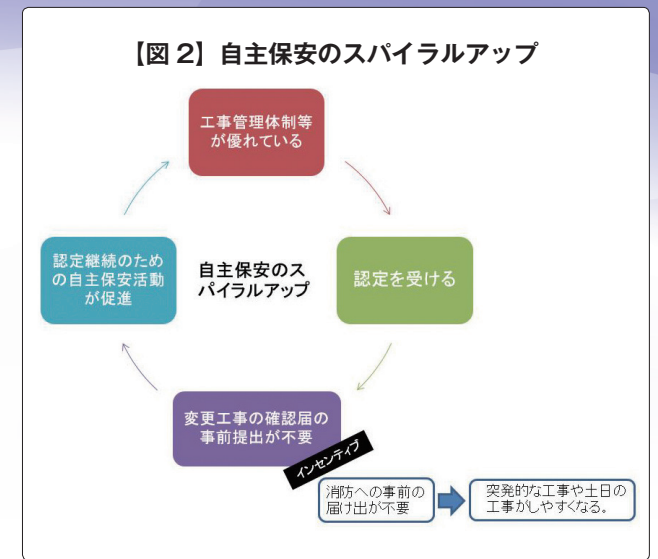 【図 2】自主保安のスパイラルアップ
工事管理体制等
が優れている
認定を受ける
変更工事の確認届の
事前提出が不要
インセンティブ
消防への事前の
届け出が不要
突発的な工事や土日の
工事がしやすくなる。
認定継続のため
の自主保安活動
が促進
自主保安のス
パイラルアップ